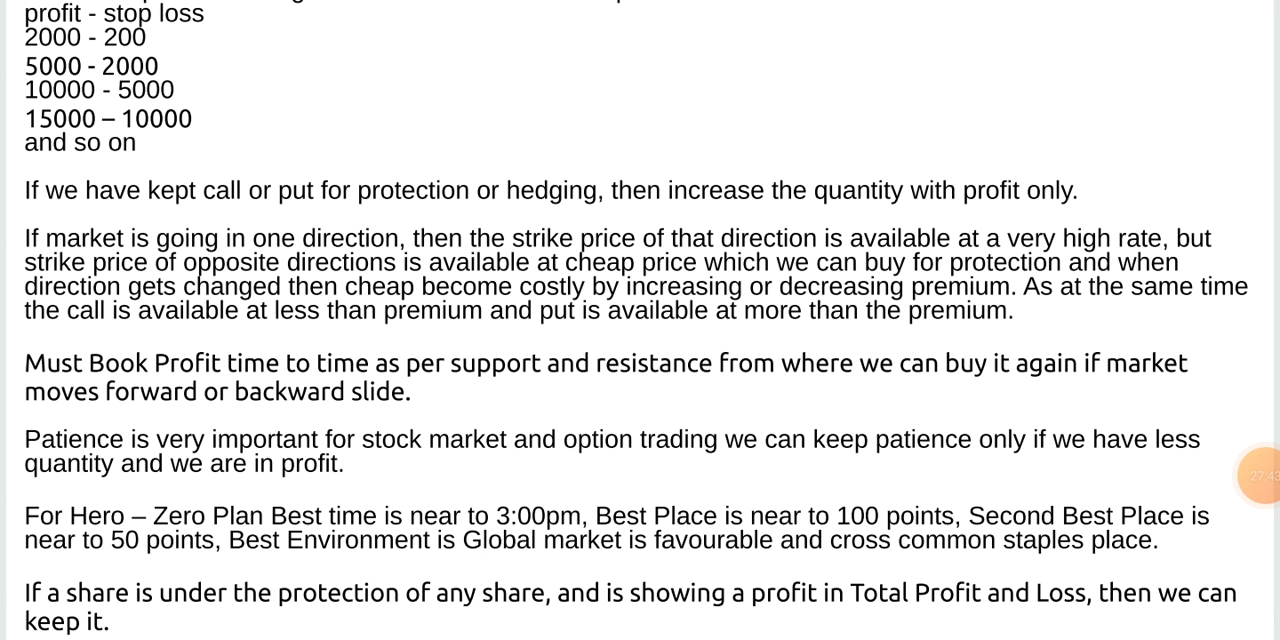 profit - stop loss
2000 - 200
5000 - 2000
10000 - 5000
15000 – 10000
and so on
If we have kept call or put for protection or hedging, then increase the quantity with profit only.
If market is going in one direction, then the strike price of that direction is available at a very high rate, but
strike price of opposite directions is available at cheap price which we can buy for protection and when
direction gets changed then cheap become costly by increasing or decreasing premium. As at the same time
the call is available at less than premium and put is available at more than the premium.
Must Book Profit time to time as per support and resistance from where we can buy it again if market
moves forward or backward slide.
Patience is very important for stock market and option trading we can keep patience only if we have less
quantity and we are in profit.
For Hero – Zero Plan Best time is near to 3:00pm, Best Place is near to 100 points, Second Best Place is
near to 50 points, Best Environment is Global market is favourable and cross common staples place.
If a share is under the protection of any share, and is showing a profit in Total Profit and Loss, then we can
keep it.
27:43